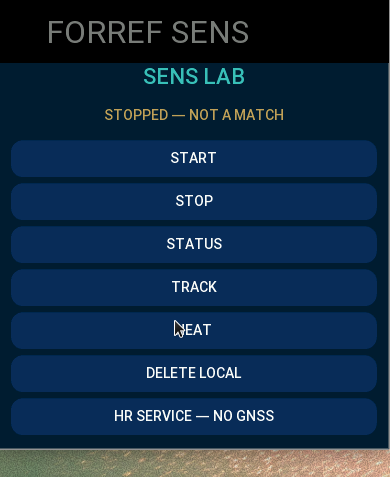 FORREF SENS
SENS LAB
STOPPED — NOT A MATCH
START
STOP
STATUS
TRACK
DELETE LOCAL
HR SERVICE — NO GNSS